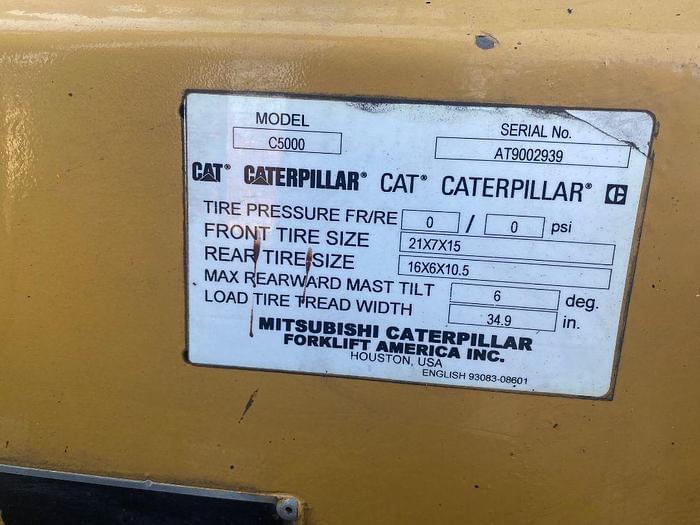 MODEL
C5000
SERIAL No.
AT9002939
CAT® CATERPILLAR® CAT® CATERPILLAR®
TIRE PRESSURE FR/RE 0 / 0 psi
FRONT TIRE SIZE 21X7X15
REAR TIRE SIZE 16X6X10.5
MAX REARWARD MAST TILT 6 deg.
LOAD TIRE TREAD WIDTH 34.9 in.
MITSUBISHI CATERPILLAR
FORKLIFT AMERICA INC.
HOUSTON, USA
ENGLISH 93083-08601